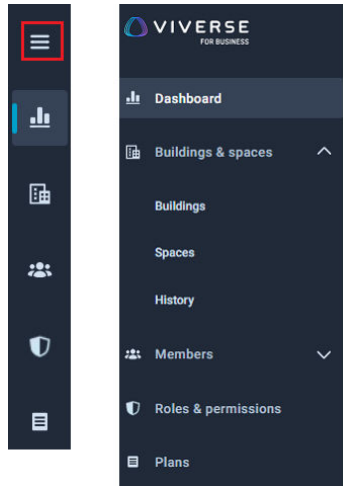 VIVERSE
FOR BUSINESS
Dashboard
Buildings & spaces
Buildings
Spaces
History
Members
Roles & permissions
Plans